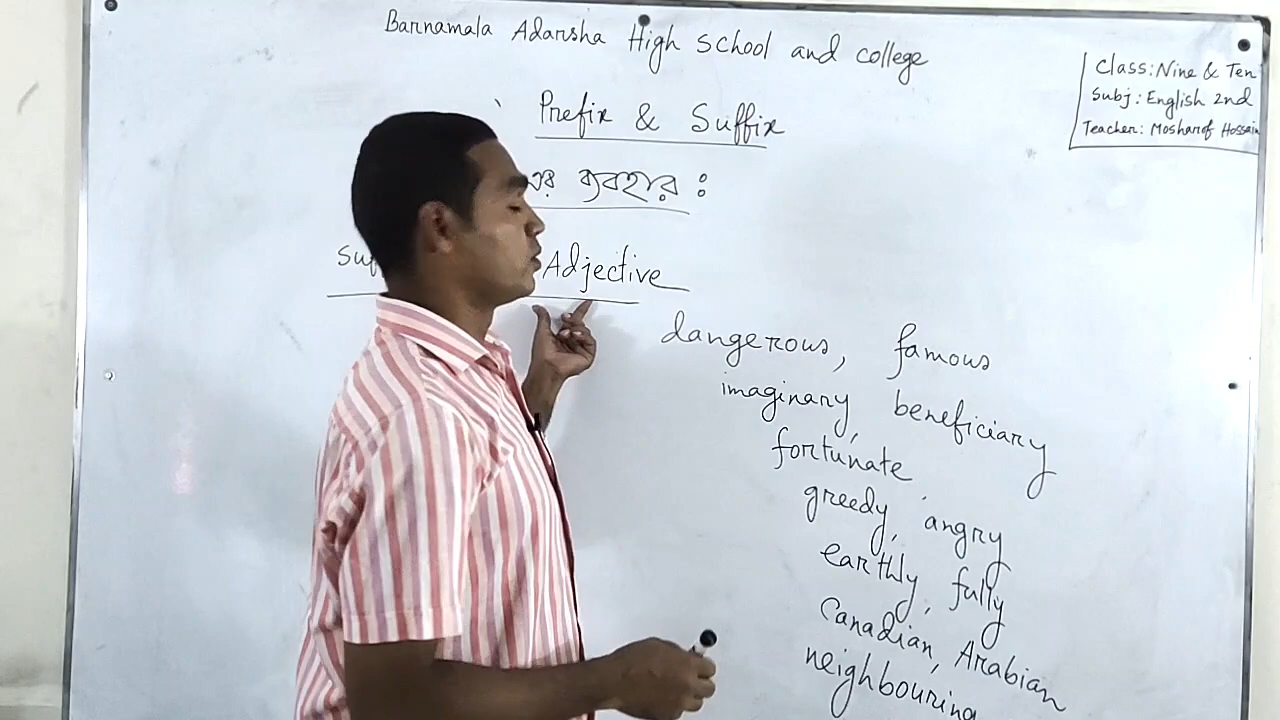 Barnamala Adarsha High School and college
Class: Nine & Ten
Subj: English 2nd
Teacher: Mosharof Hossain
Prefix & Suffix
এর ব্যবহার :
Adjective
dangerous, famous
imaginary, beneficiary
fortunate
greedy, angry
earthly, fully
Canadian, Arabian
neighbouring